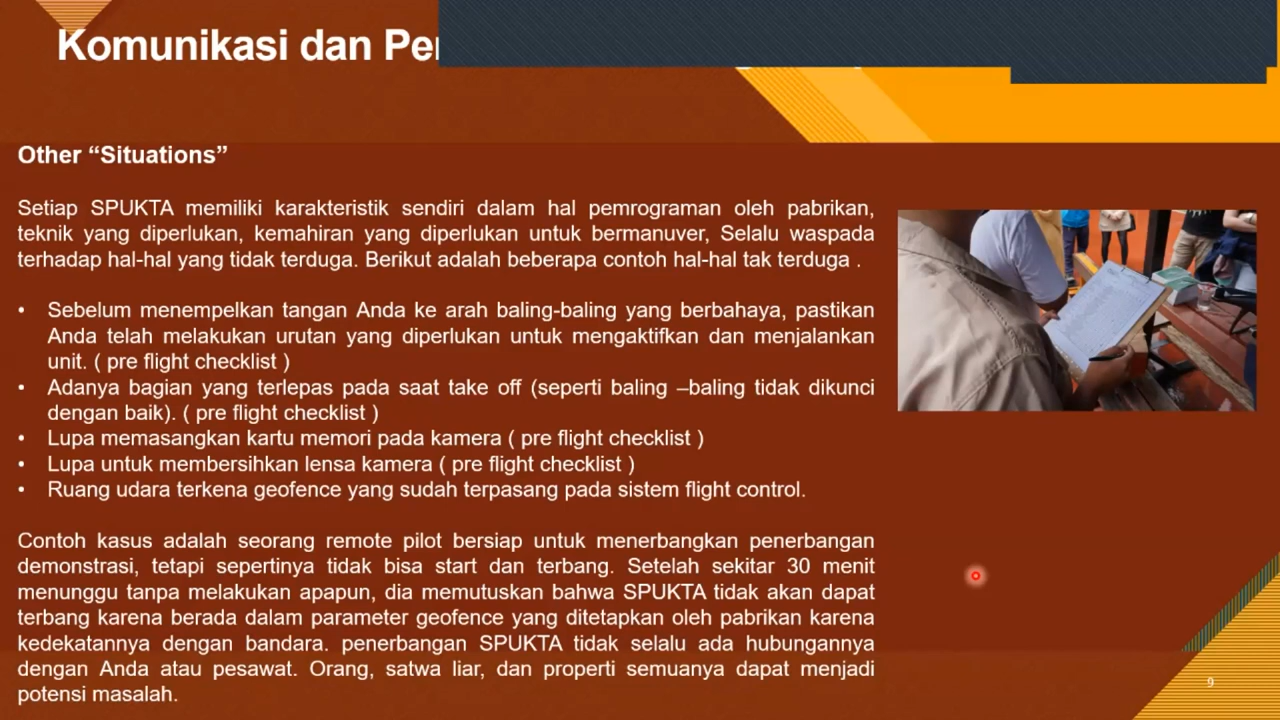 Komunikasi dan
Other “Situations”
Setiap SPUKTA memiliki karakteristik sendiri dalam hal pemrograman oleh pabrikan,
teknik yang diperlukan, kemahiran yang diperlukan untuk bermanuver, Selalu waspada
terhadap hal-hal yang tidak terduga. Berikut adalah beberapa contoh hal-hal tak terduga .
• Sebelum menempelkan tangan Anda ke arah baling-baling yang berbahaya, pastikan
Anda telah melakukan urutan yang diperlukan untuk mengaktifkan dan menjalankan
unit. ( pre flight checklist )
• Adanya bagian yang terlepas pada saat take off (seperti baling –baling tidak dikunci
dengan baik). ( pre flight checklist )
• Lupa memasangkan kartu memori pada kamera ( pre flight checklist )
• Lupa untuk membersihkan lensa kamera ( pre flight checklist )
• Ruang udara terkena geofence yang sudah terpasang pada sistem flight control.
Contoh kasus adalah seorang remote pilot bersiap untuk menerbangkan penerbangan
demonstrasi, tetapi sepertinya tidak bisa start dan terbang. Setelah sekitar 30 menit
menunggu tanpa melakukan apapun, dia memutuskan bahwa SPUKTA tidak akan dapat
terbang karena berada dalam parameter geofence yang ditetapkan oleh pabrikan karena
kedekatannya dengan bandara. penerbangan SPUKTA tidak selalu ada hubungannya
dengan Anda atau pesawat. Orang, satwa liar, dan properti semuanya dapat menjadi
potensi masalah.
9